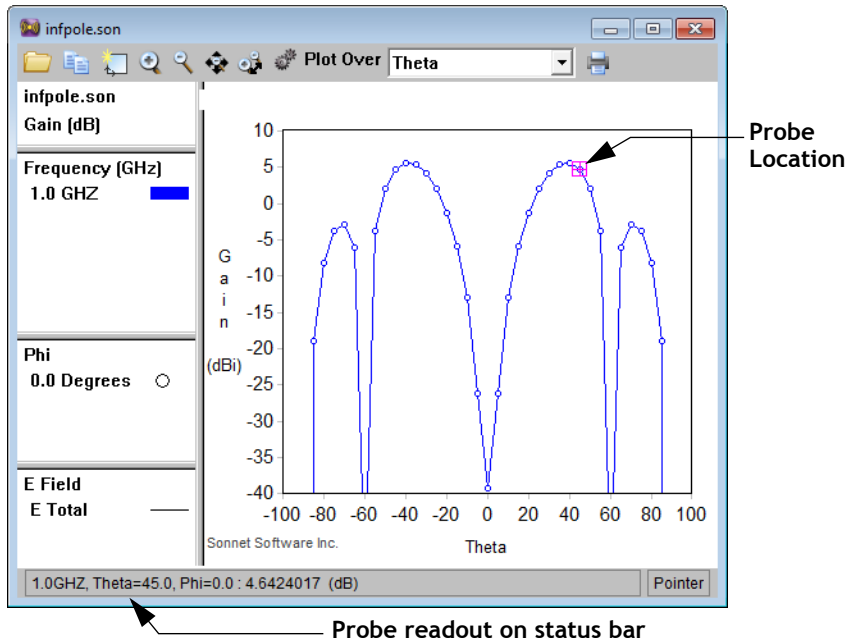 infpole.son
Plot Over Theta
infpole.son
Gain (dB)
Frequency (GHz)
1.0 GHZ
Phi
0.0 Degrees
E Field
E Total
Gain
(dBi)
10
5
0
-5
-10
-15
-20
-25
-30
-35
-40
-100 -80 -60 -40 -20 0 20 40 60 80 100
Theta
Sonnet Software Inc.
Probe
Location
1.0GHZ, Theta=45.0, Phi=0.0 : 4.6424017 (dB)
Pointer
Probe readout on status bar